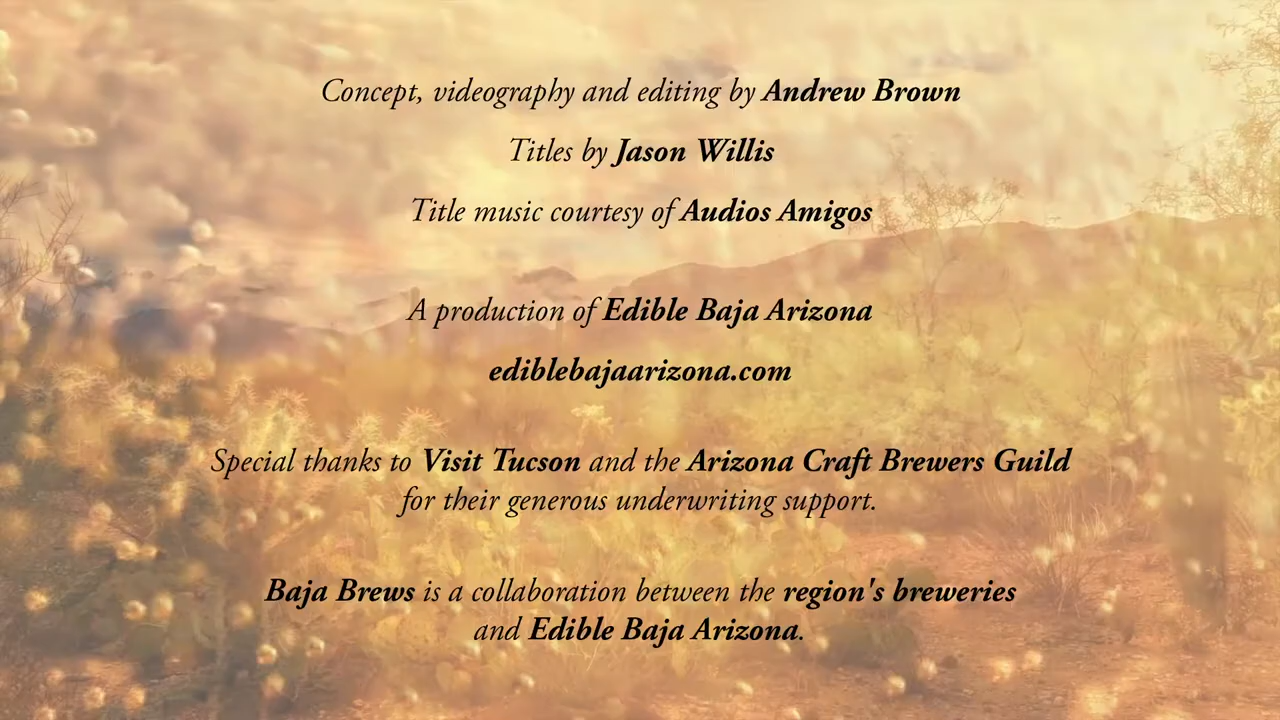 Concept, videography and editing by Andrew Brown
Titles by Jason Willis
Title music courtesy of Audios Amigos
A production of Edible Baja Arizona
ediblebajaarizona.com
Special thanks to Visit Tucson and the Arizona Craft Brewers Guild
for their generous underwriting support.
Baja Brews is a collaboration between the region's breweries
and Edible Baja Arizona.